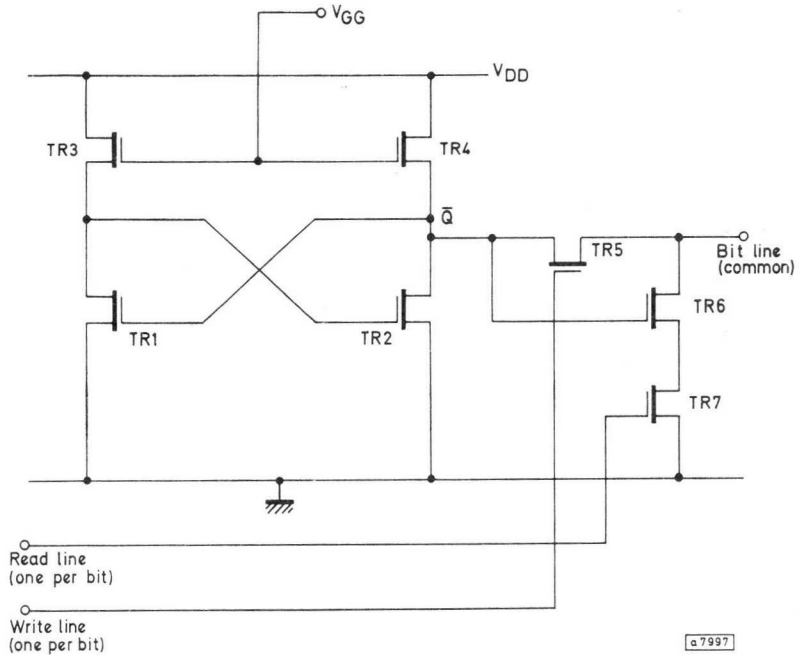 VGG
VDD
TR3
TR4
Q̅
TR5
Bit line
(common)
TR6
TR1
TR2
TR7
Read line
(one per bit)
Write line
(one per bit)
a7997